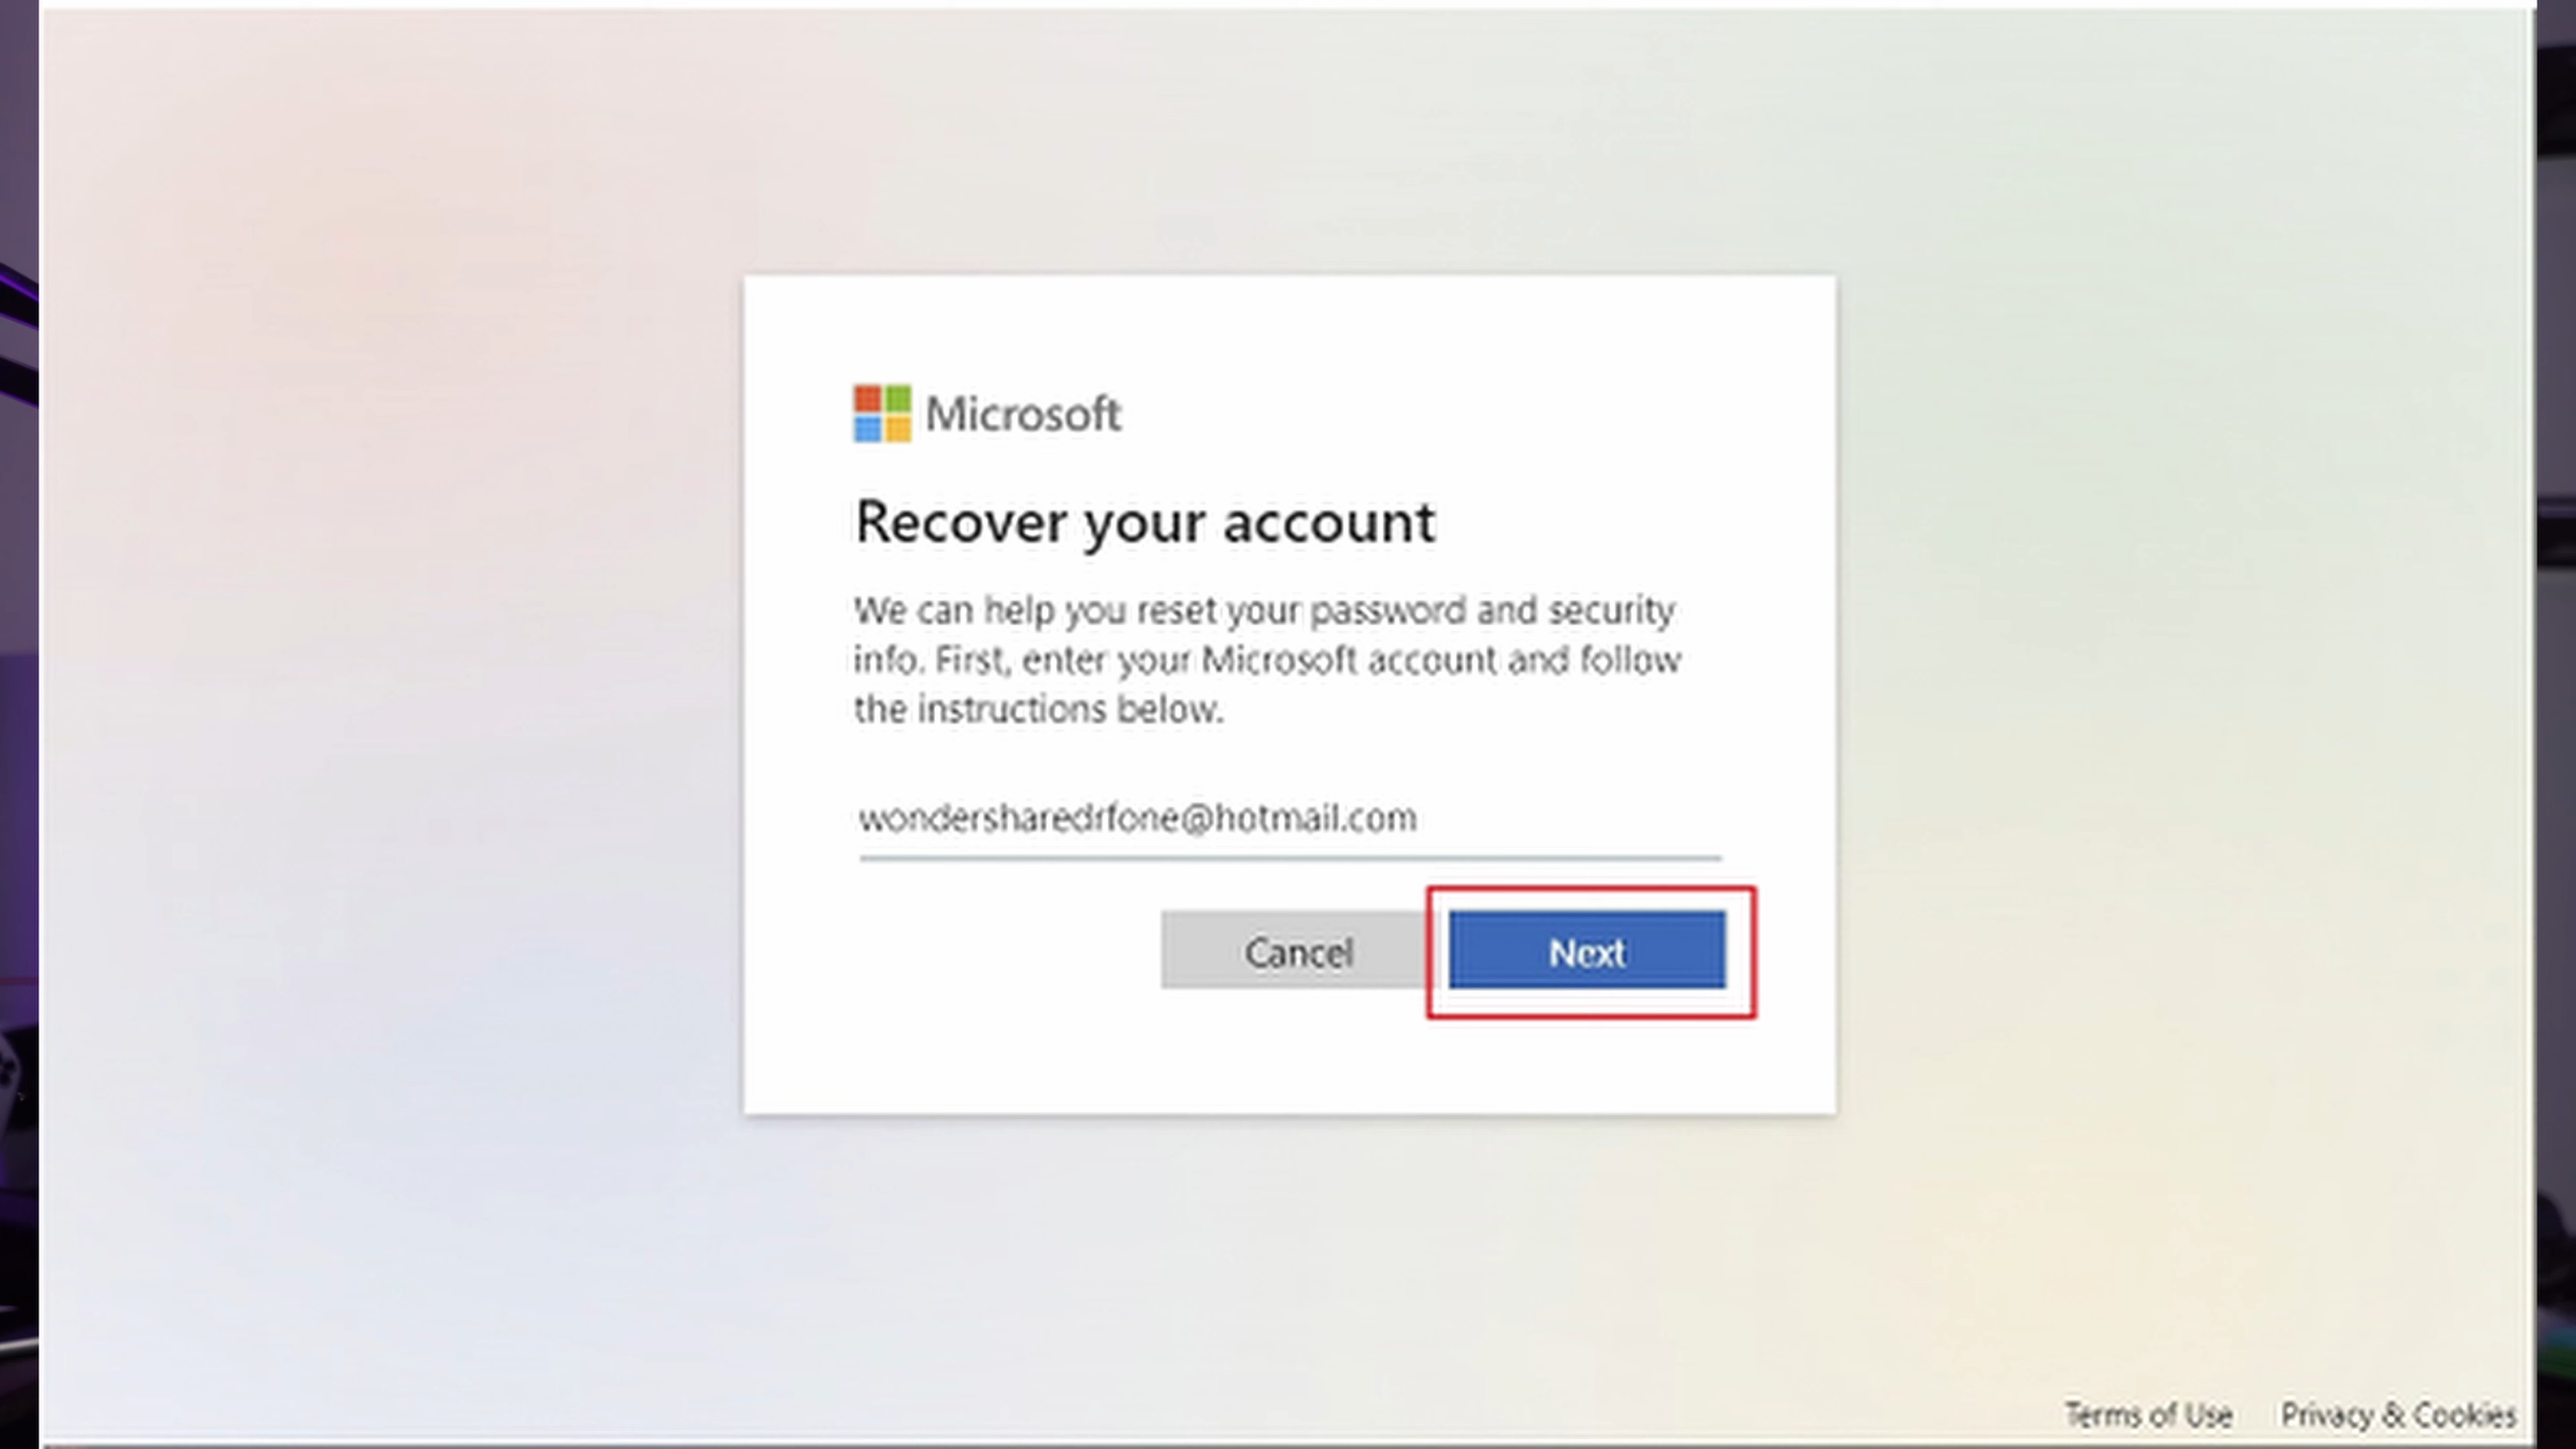 Microsoft
Recover your account
We can help you reset your password and security
info. First, enter your Microsoft account and follow
the instructions below.
wondersharedrfone@hotmail.com
Cancel
Next
Terms of Use
Privacy & Cookies